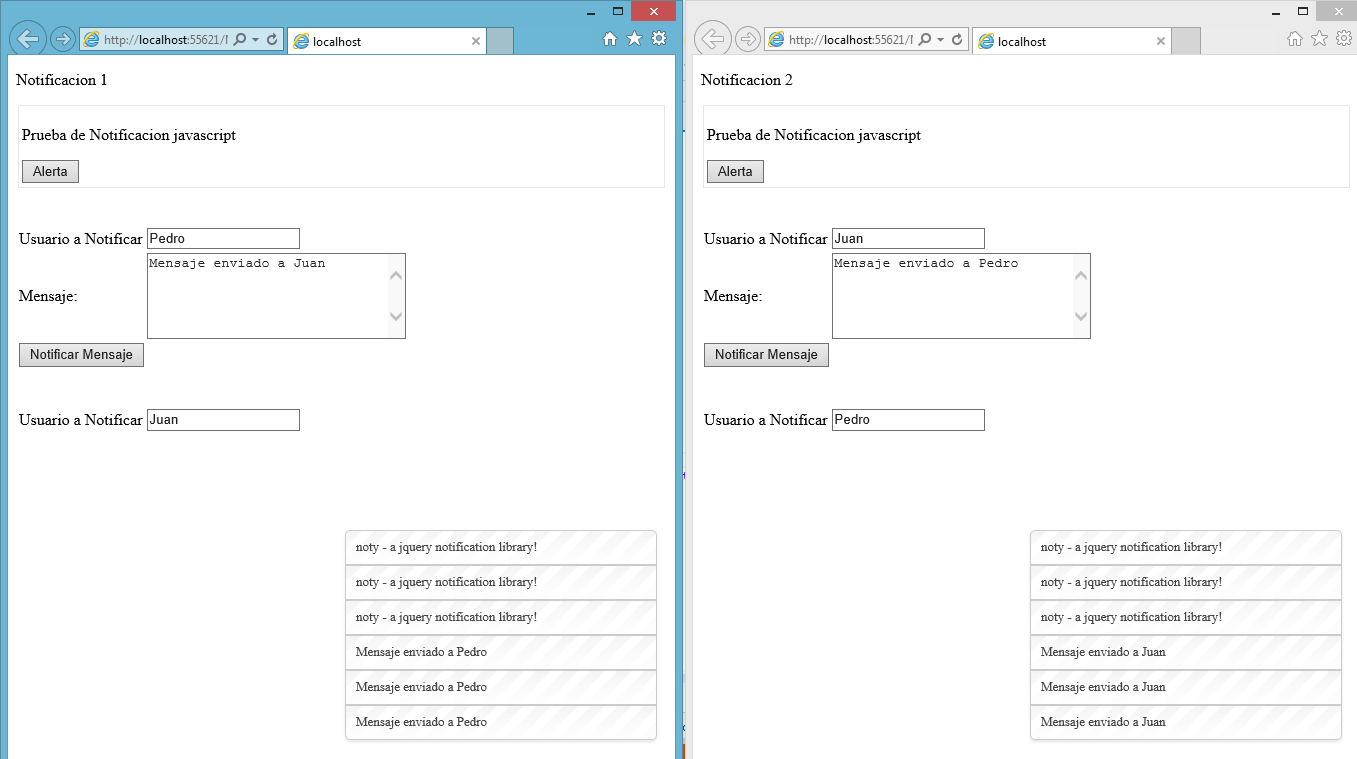 http://localhost:55621/
localhost
Notificacion 1
Prueba de Notificacion javascript
Alerta
Usuario a Notificar Pedro
Mensaje: Mensaje enviado a Juan
Notificar Mensaje
Usuario a Notificar Juan
noty - a jquery notification library!
noty - a jquery notification library!
noty - a jquery notification library!
Mensaje enviado a Pedro
Mensaje enviado a Pedro
Mensaje enviado a Pedro
http://localhost:55621/
localhost
Notificacion 2
Prueba de Notificacion javascript
Alerta
Usuario a Notificar Juan
Mensaje: Mensaje enviado a Pedro
Notificar Mensaje
Usuario a Notificar Pedro
noty - a jquery notification library!
noty - a jquery notification library!
noty - a jquery notification library!
Mensaje enviado a Juan
Mensaje enviado a Juan
Mensaje enviado a Juan